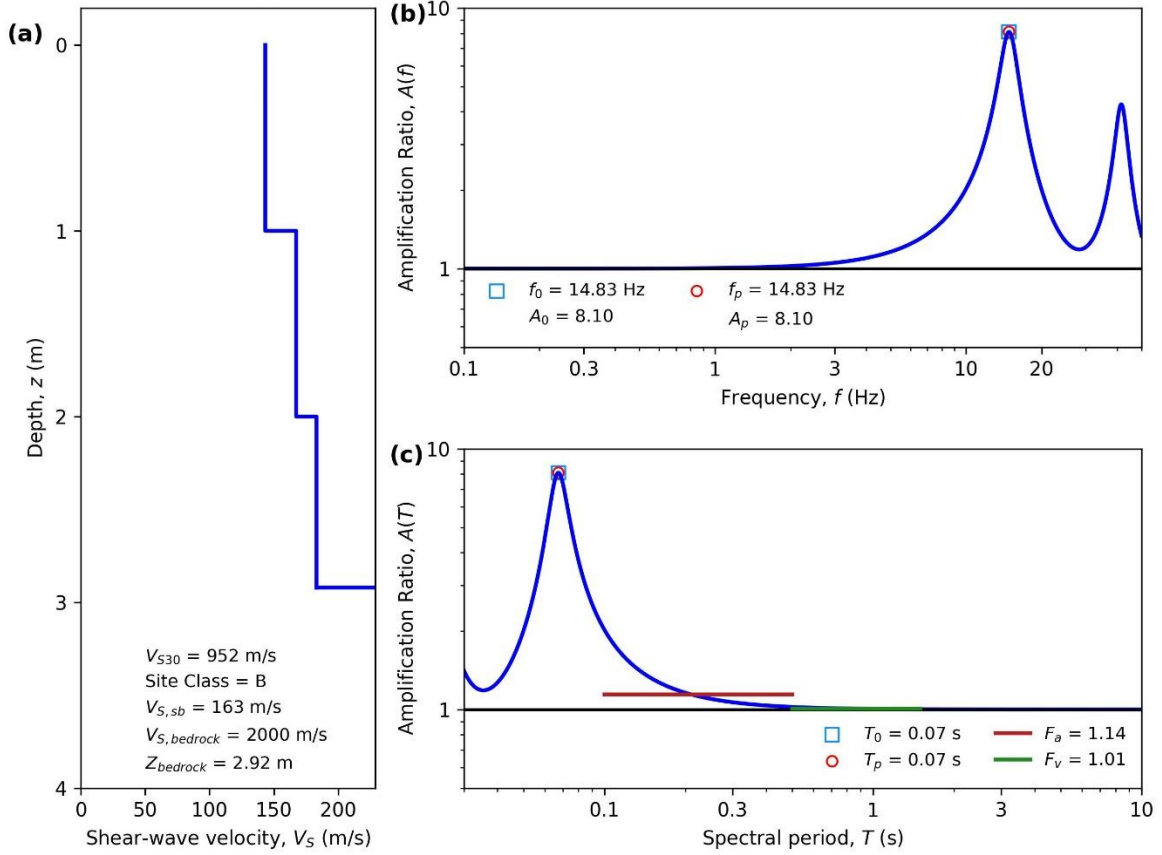 (a)
0
1
2
3
4
Depth, z (m)
V_S30 = 952 m/s
Site Class = B
V_S,sb = 163 m/s
V_S,bedrock = 2000 m/s
Z_bedrock = 2.92 m
0 50 100 150 200
Shear-wave velocity, V_S (m/s)
(b)
10
1
Amplification Ratio, A(f)
f_0 = 14.83 Hz
A_0 = 8.10
f_p = 14.83 Hz
A_p = 8.10
0.1 0.3 1 3 10 20
Frequency, f (Hz)
(c)
10
1
Amplification Ratio, A(T)
T_0 = 0.07 s
T_p = 0.07 s
F_a = 1.14
F_v = 1.01
0.1 0.3 1 3 10
Spectral period, T (s)